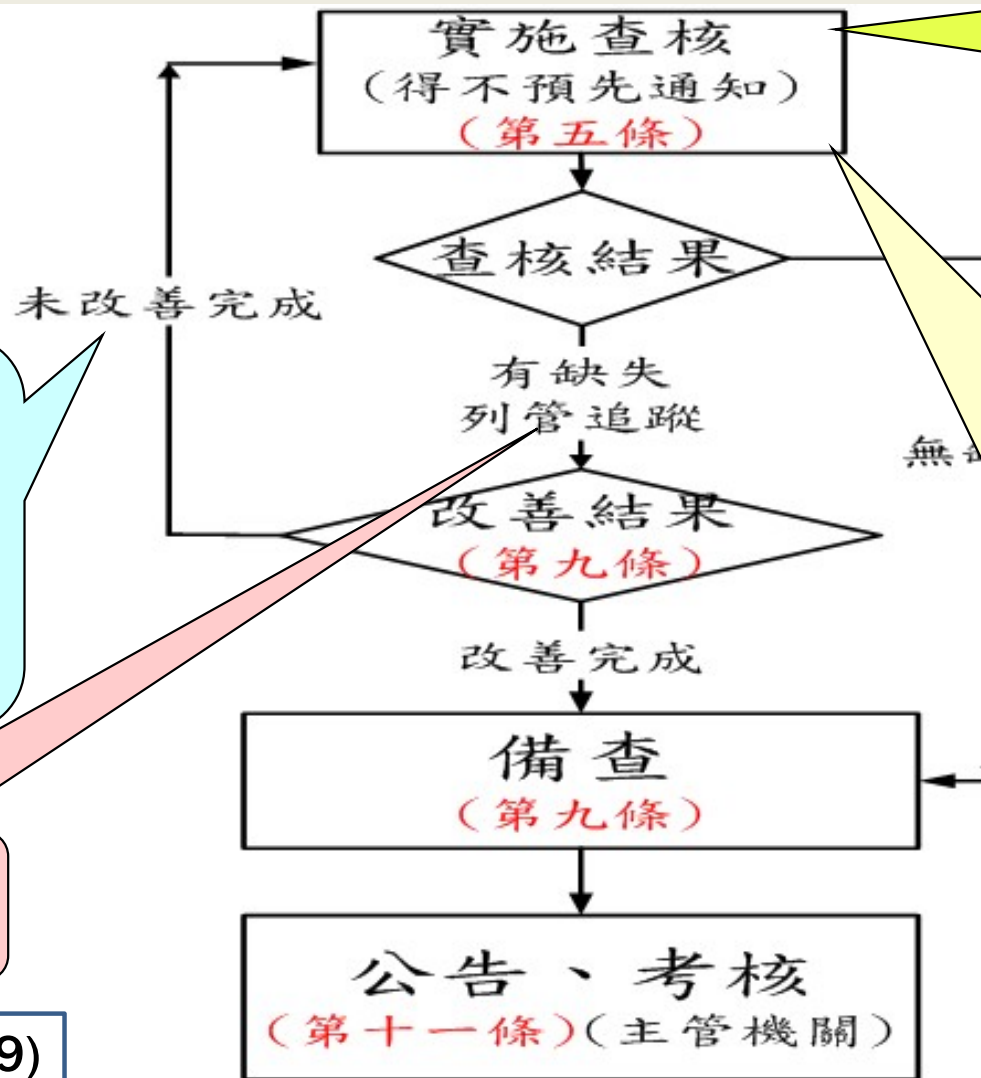 實施查核
(得不預先通知)
(第五條)
查核結果
未改善完成
有缺失
列管追蹤
無
改善結果
(第九條)
改善完成
備查
(第九條)
公告、考核
(第十一條)(主管機關)
9)